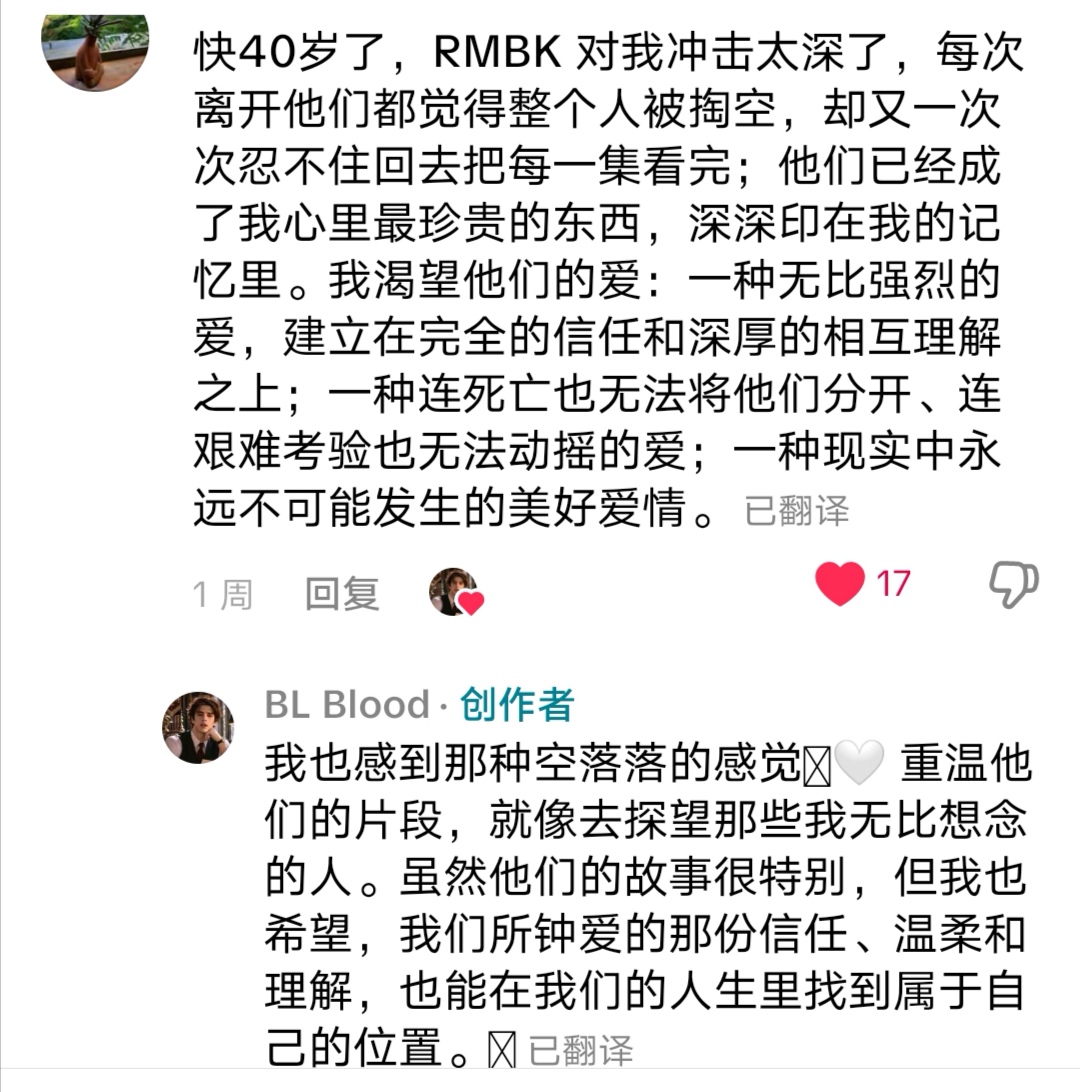 快40岁了，RMBK 对我冲击太深了，每次
离开他们都觉得整个人被掏空，却又一次
次忍不住回去把每一集看完；他们已经成
了我心里最珍贵的东西，深深印在我的记
忆里。我渴望他们的爱：一种无比强烈的
爱，建立在完全的信任和深厚的相互理解
之上；一种连死亡也无法将他们分开、连
艰难考验也无法动摇的爱；一种现实中永
远不可能发生的美好爱情。 已翻译
1 周 回复 17
BL Blood · 创作者
我也感到那种空落落的感觉🤍 重温他
们的片段，就像去探望那些我无比想念
的人。虽然他们的故事很特别，但我也
希望，我们所钟爱的那份信任、温柔和
理解，也能在我们的人生里找到属于自
己的位置。 已翻译